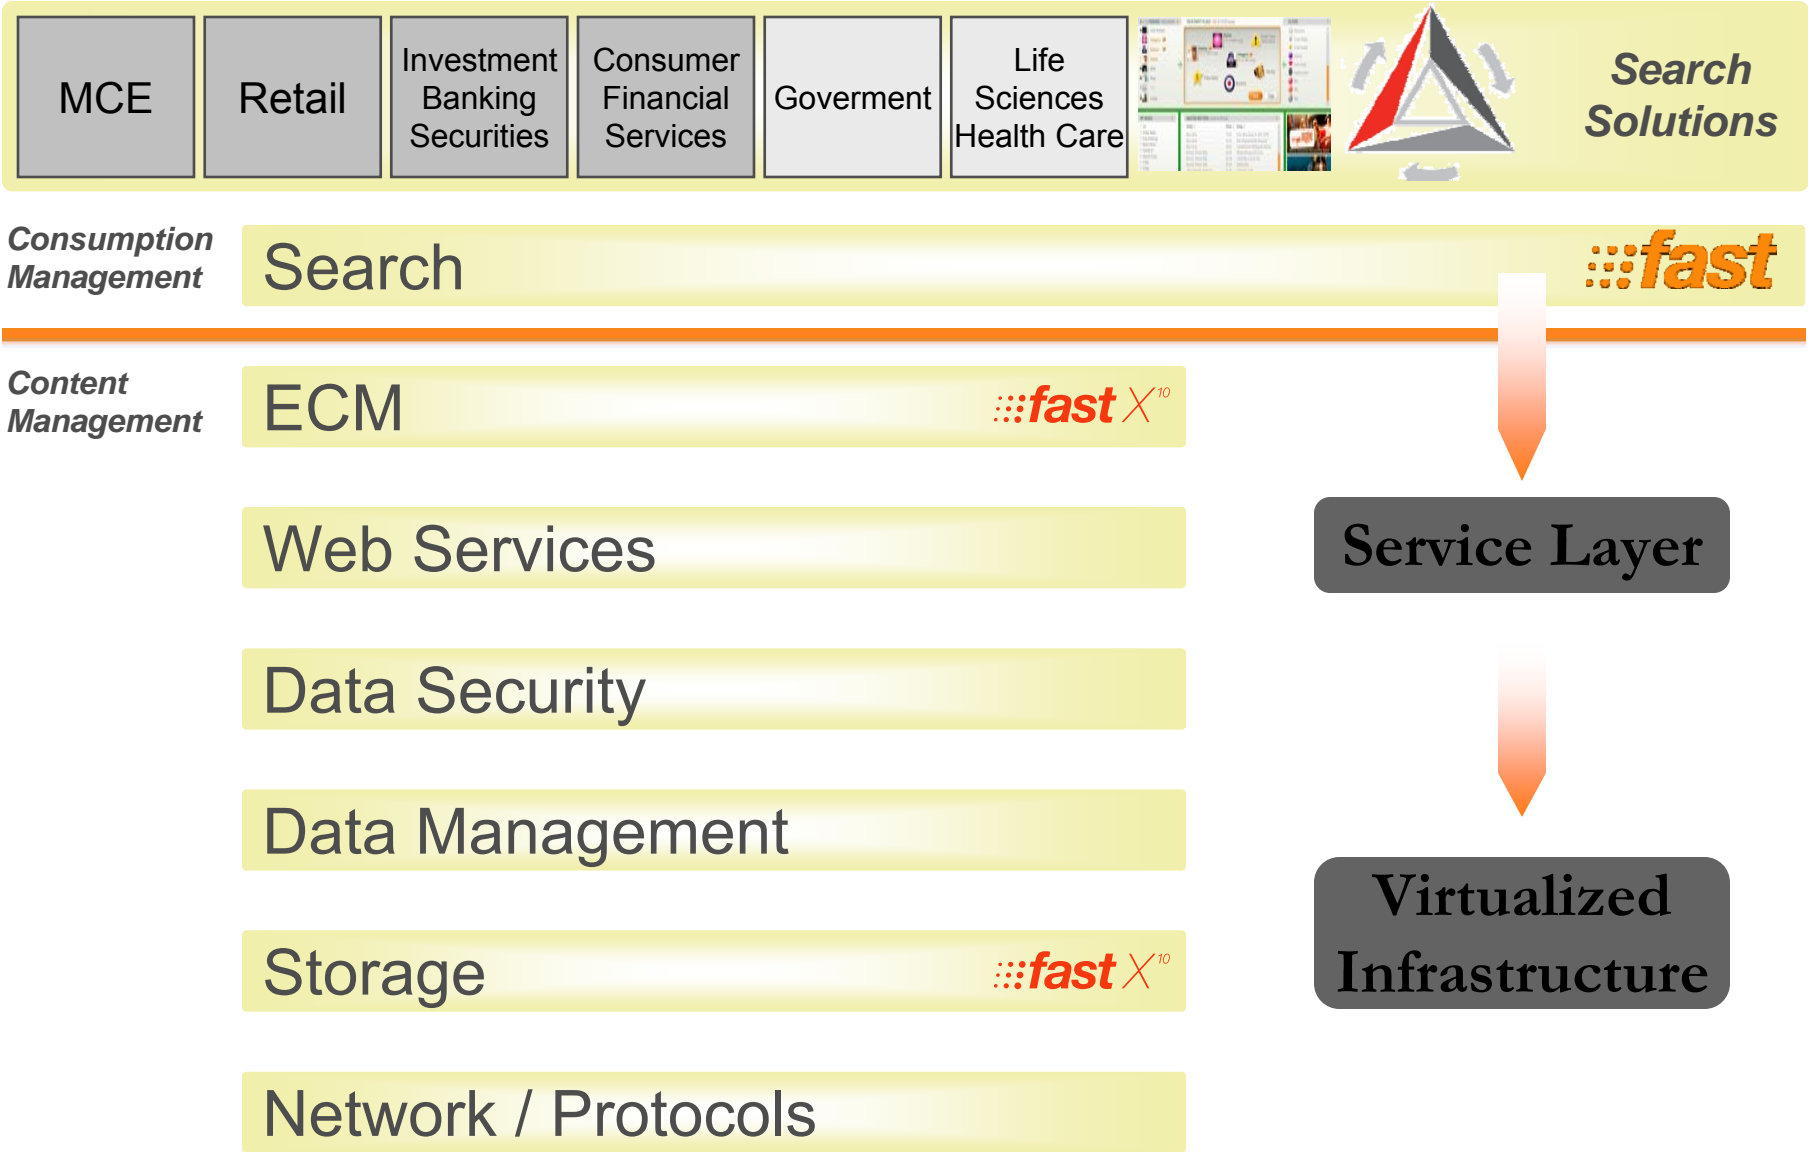 MCE
Retail
Investment
Banking
Securities
Consumer
Financial
Services
Goverment
Life
Sciences
Health Care
Search
Solutions
Consumption
Management
Search
fast
Content
Management
ECM
fast X10
Web Services
Service Layer
Data Security
Data Management
Virtualized
Infrastructure
Storage
fast X10
Network / Protocols